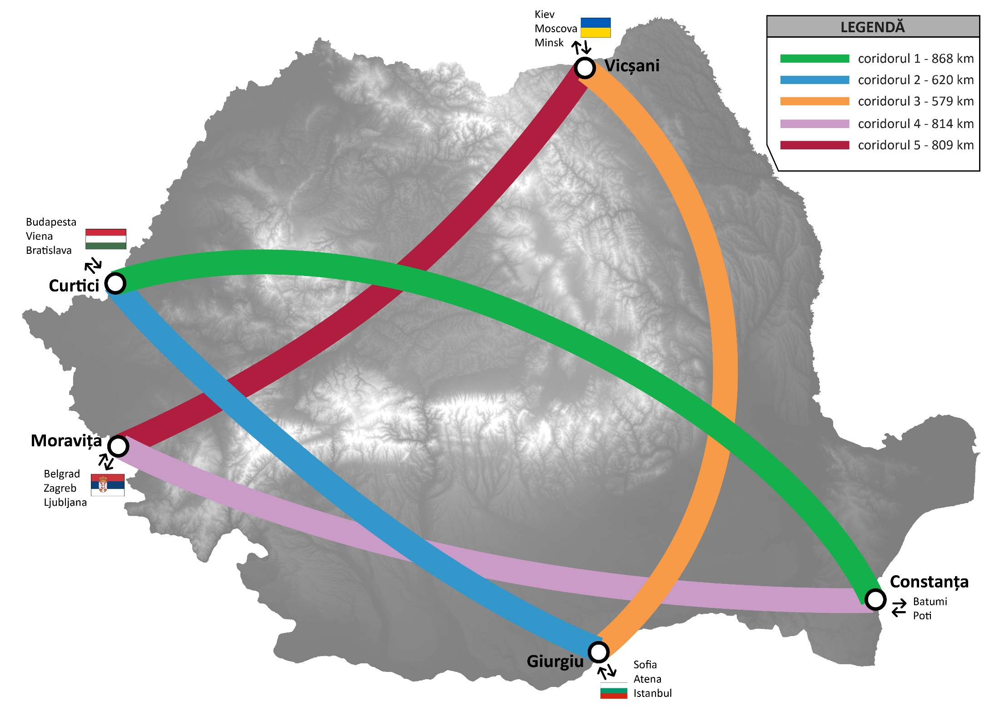 Kiev
Moscova
Minsk
Vicșani
LEGENDĂ
coridorul 1 - 868 km
coridorul 2 - 620 km
coridorul 3 - 579 km
coridorul 4 - 814 km
coridorul 5 - 809 km
Budapesta
Viena
Bratislava
Curtici
Moravița
Belgrad
Zagreb
Ljubljana
Constanța
Batumi
Poti
Giurgiu
Sofia
Atena
Istanbul